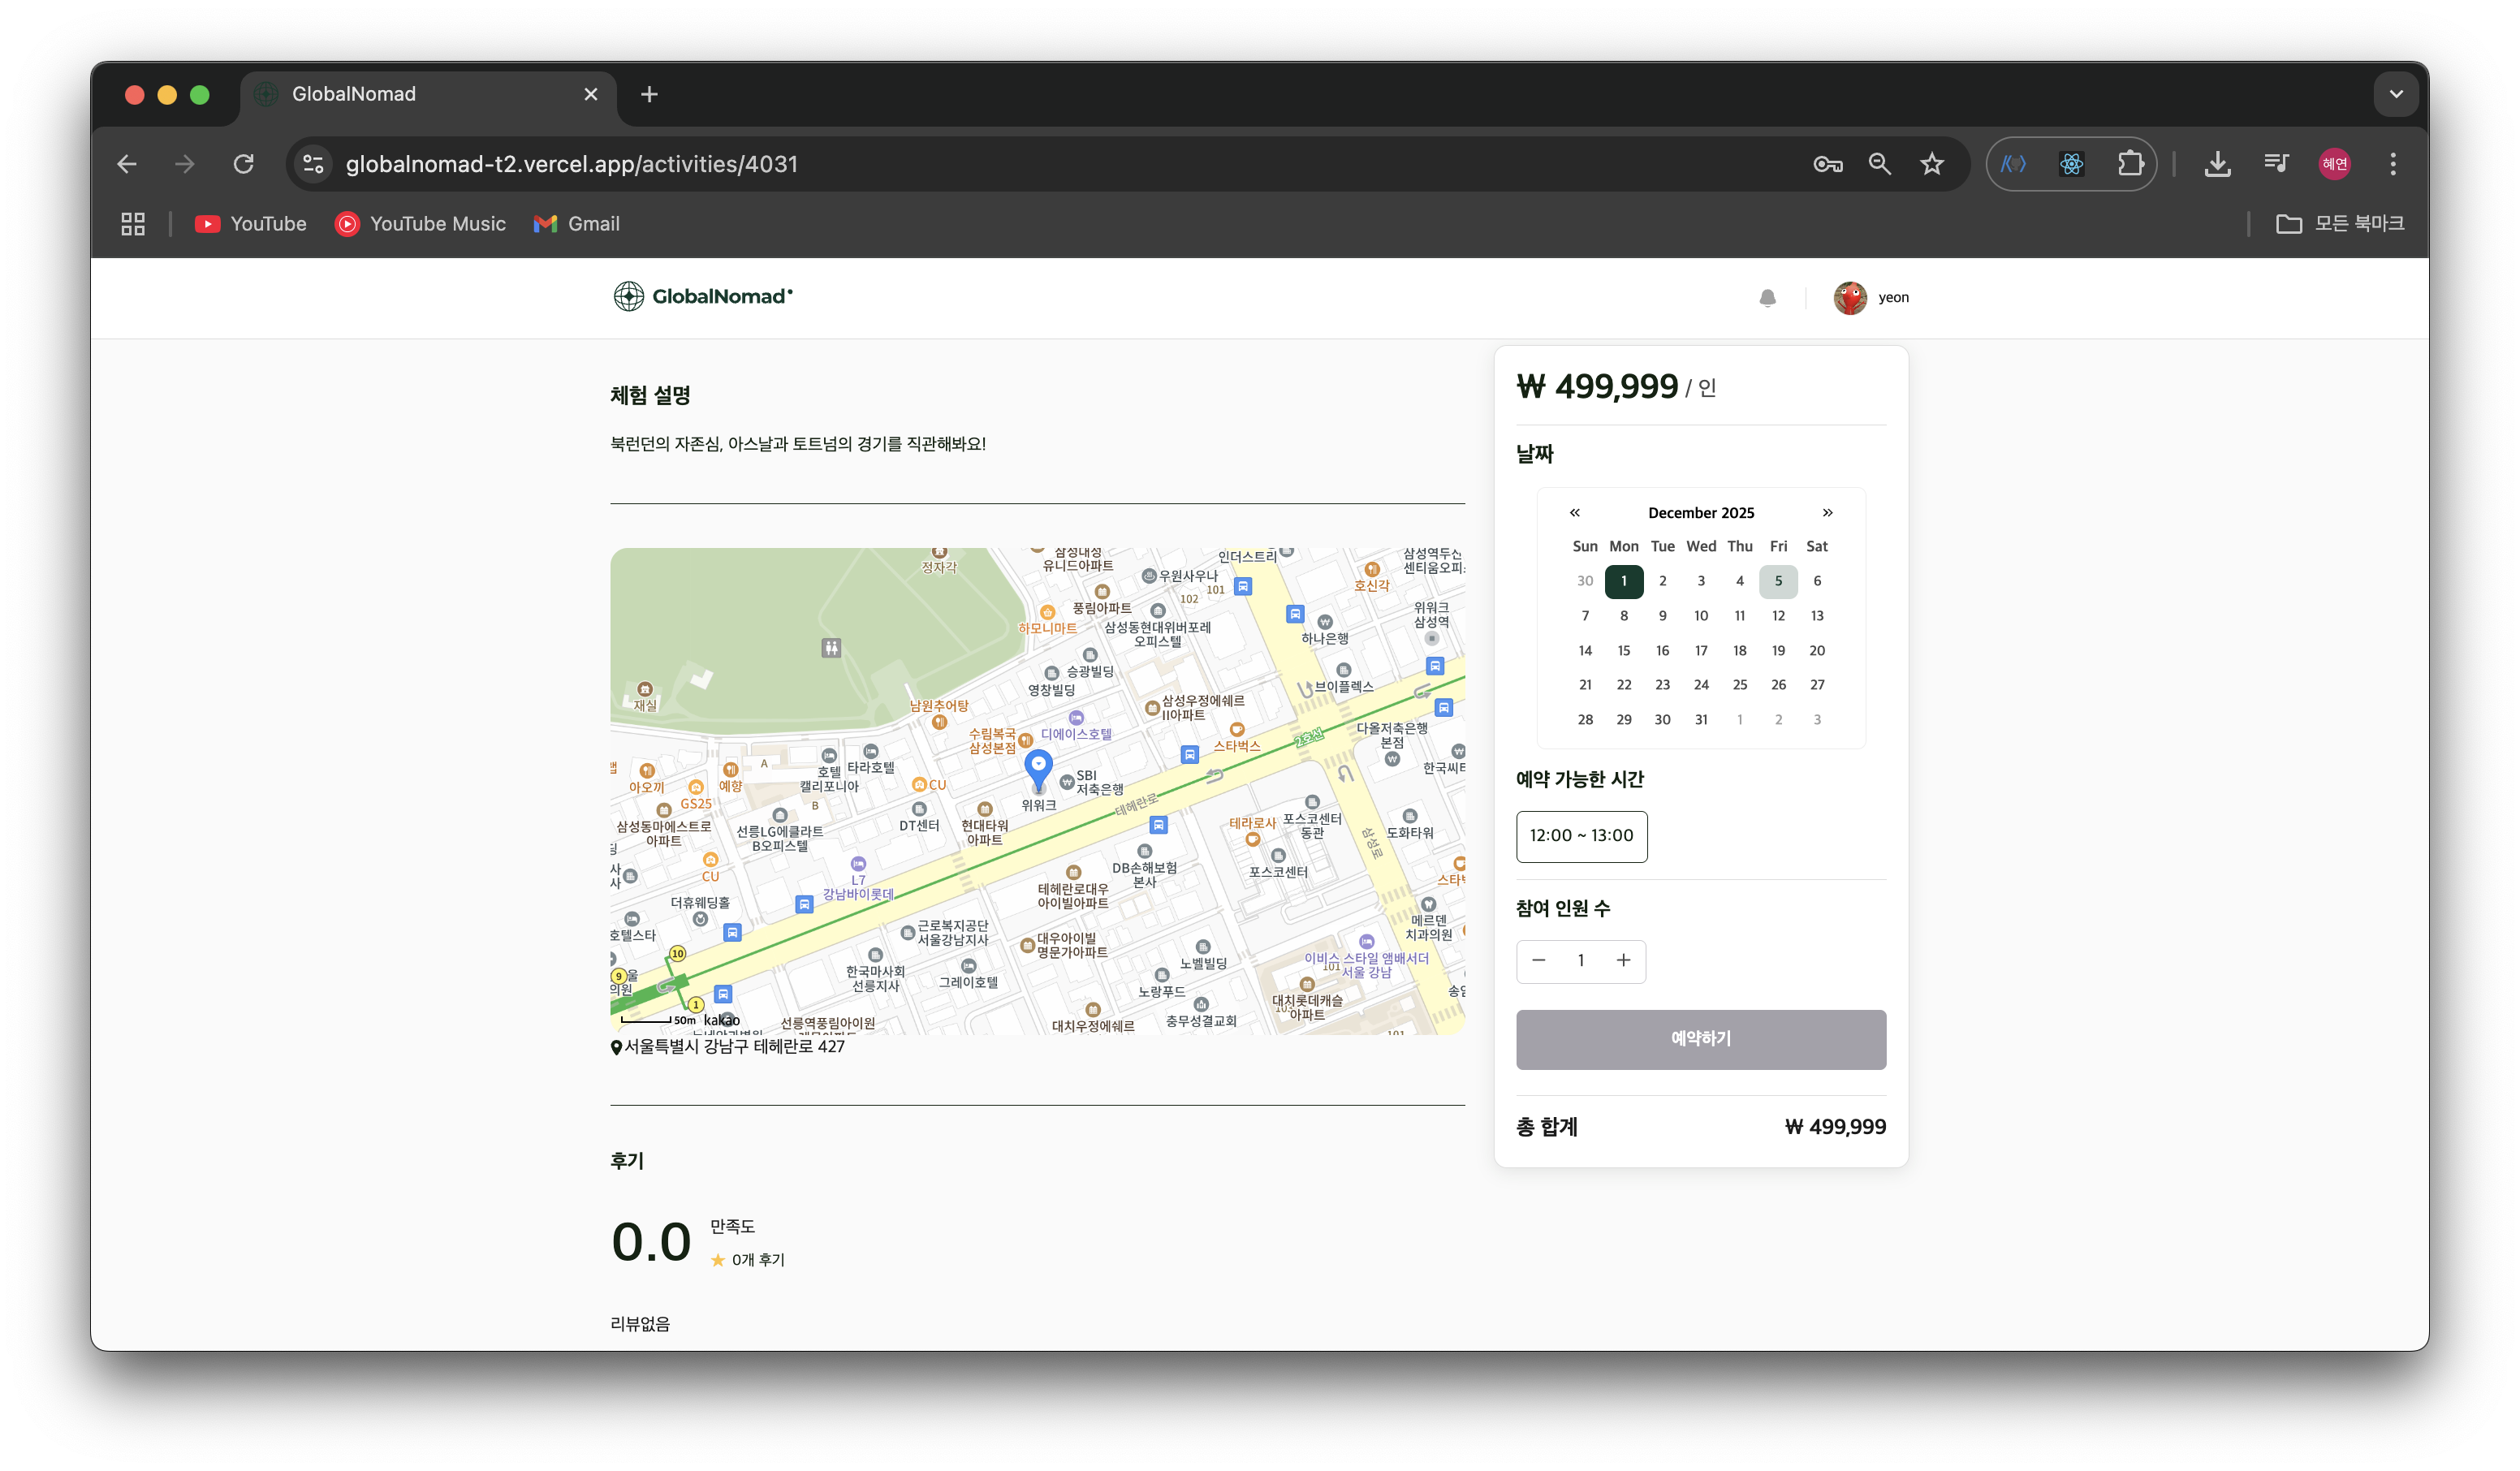 GlobalNomad
globalnomad-t2.vercel.app/activities/4031
혜연
YouTube
YouTube Music
Gmail
모든 북마크
GlobalNomad
yeon
체험 설명
북런던의 자존심, 아스날과 토트넘의 경기를 직관해봐요!
정자각
삼성대성
유니드아파트
인더스트리
삼성역두산
센티움오피
우원사우나
101
102
호신각
풍림아파트
하모니마트
삼성동현대위버포레
오피스텔
하나은행
위워크
삼성역
승광빌딩
영창빌딩
브이플렉스
재실
남원추어탕
삼성우정에쉐르
II아파트
수림복국
삼성본점
디에이스호텔
스타벅스
2호선
다올저축은행
본점
한국씨티
A
호텔
캘리포니아
타라호텔
아오끼
예향
GS25
CU
B
SBI
저축은행
위워크
테헤란로
삼성동마에스트로
아파트
선릉LG에클라트
B오피스텔
DT센터
현대타워
아파트
테라로사
포스코센터
동관
도화타워
삼성로
CU
L7
강남바이롯데
DB손해보험
본사
포스코센터
스타벅
테헤란로대우
아이빌아파트
더휴웨딩홀
호텔스타
근로복지공단
서울강남지사
대우아이빌
명문가아파트
메르덴
치과의원
10
9
울
의원
1
한국마사회
선릉지사
그레이호텔
노벨빌딩
노랑푸드
이비스 스타일 앰배서더
서울 강남
101
대치롯데캐슬
아파트
103
송암
50m
kakao
선릉역풍림아이원
대치우정에쉐르
충무성결교회
101
서울특별시 강남구 테헤란로 427
후기
0.0
만족도
0개 후기
리뷰없음
₩ 499,999 / 인
날짜
« December 2025 »
Sun Mon Tue Wed Thu Fri Sat
30 1 2 3 4 5 6
7 8 9 10 11 12 13
14 15 16 17 18 19 20
21 22 23 24 25 26 27
28 29 30 31 1 2 3
예약 가능한 시간
12:00 ~ 13:00
참여 인원 수
1
예약하기
총 합계 ₩ 499,999